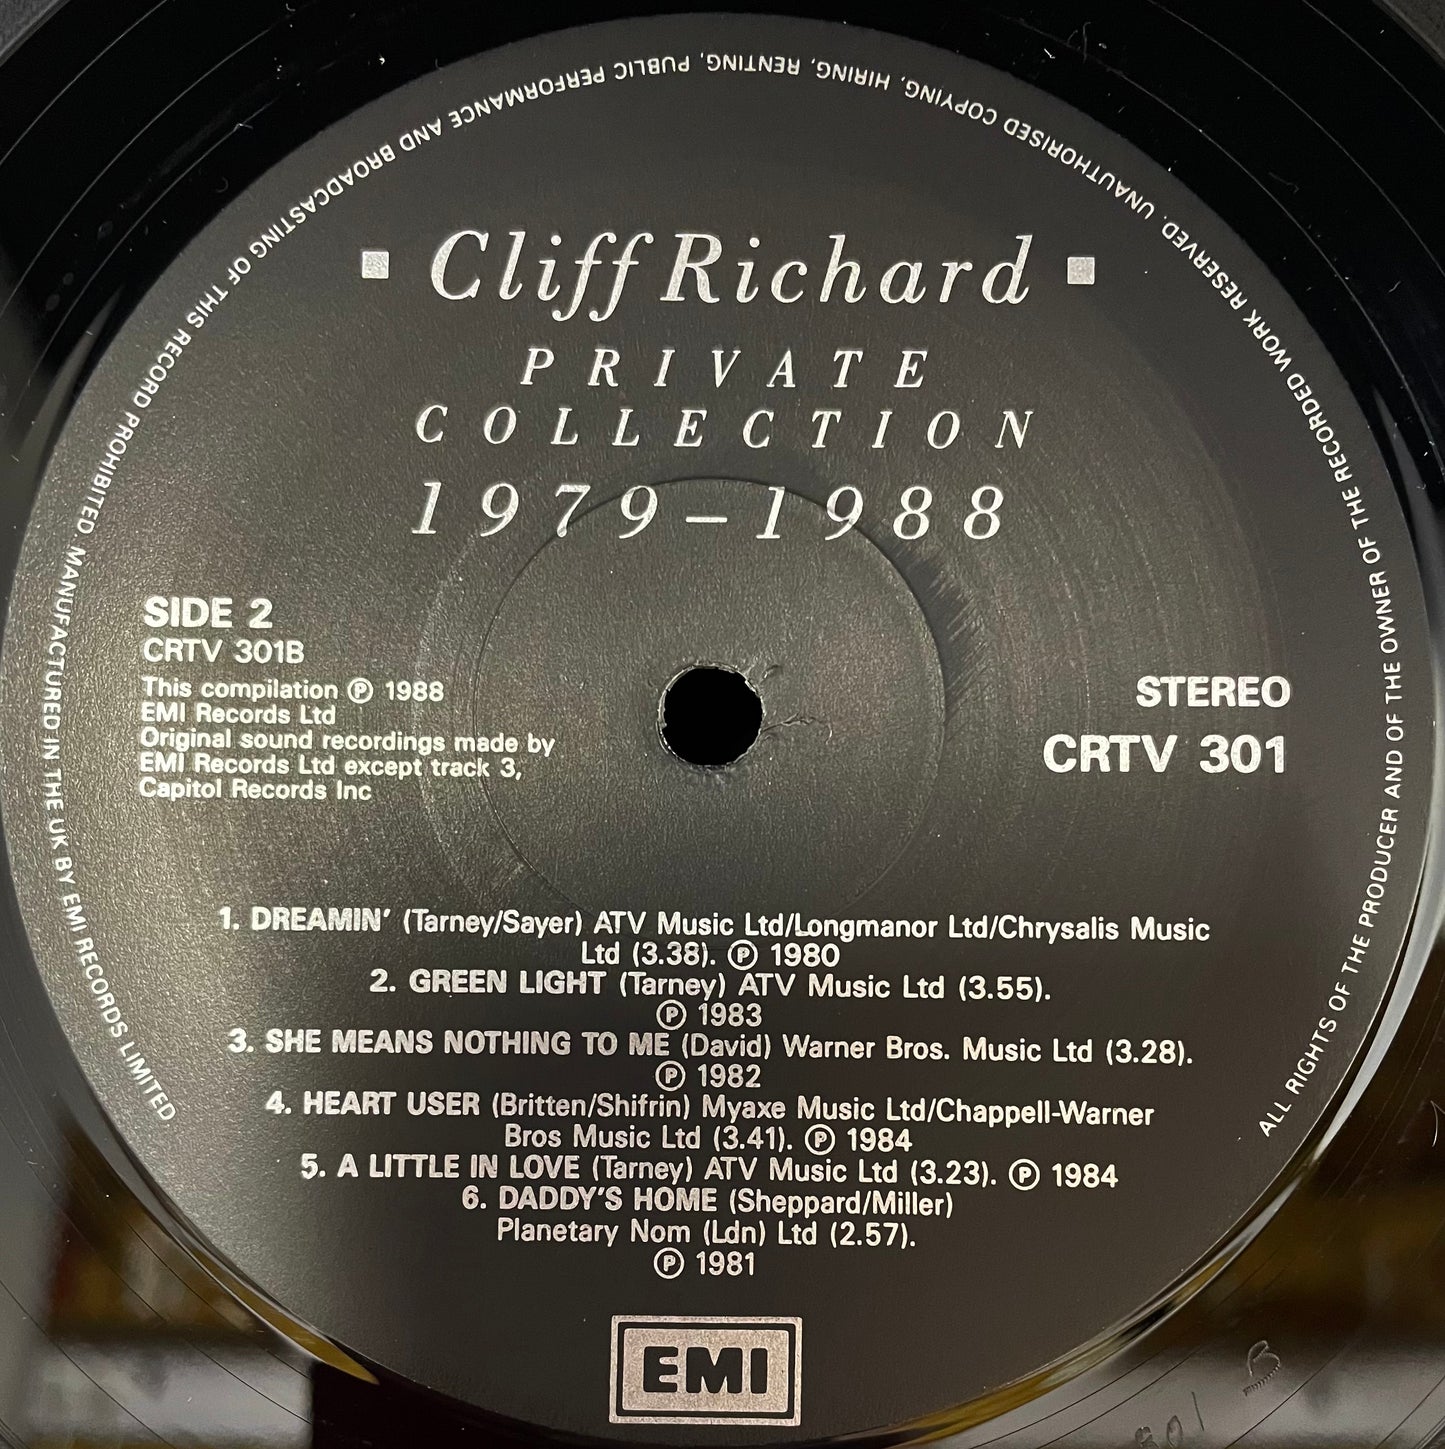 Cliff Richard
PRIVATE
COLLECTION
1979–1988
SIDE 2
CRTV 301B
This compilation ℗ 1988
EMI Records Ltd
Original sound recordings made by
EMI Records Ltd except track 3,
Capitol Records Inc
STEREO
CRTV 301
1. DREAMIN' (Tarney/Sayer) ATV Music Ltd/Longmanor Ltd/Chrysalis Music
Ltd (3.38). ℗ 1980
2. GREEN LIGHT (Tarney) ATV Music Ltd (3.55).
℗ 1983
3. SHE MEANS NOTHING TO ME (David) Warner Bros. Music Ltd (3.28).
℗ 1982
4. HEART USER (Britten/Shifrin) Myaxe Music Ltd/Chappell-Warner
Bros Music Ltd (3.41). ℗ 1984
5. A LITTLE IN LOVE (Tarney) ATV Music Ltd (3.23). ℗ 1984
6. DADDY'S HOME (Sheppard/Miller)
Planetary Nom (Ldn) Ltd (2.57).
℗ 1981
EMI
ALL RIGHTS OF THE PRODUCER AND OF THE OWNER OF THE RECORDED WORK RESERVED. UNAUTHORISED COPYING, HIRING, RENTING, PUBLIC PERFORMANCE AND BROADCASTING OF THIS RECORD PROHIBITED. MANUFACTURED IN THE UK BY EMI RECORDS LIMITED